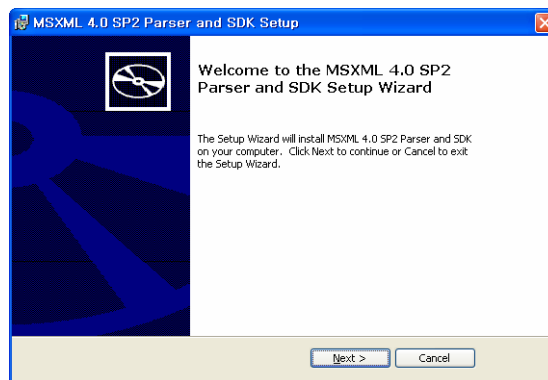 MSXML 4.0 SP2 Parser and SDK Setup
Welcome to the MSXML 4.0 SP2
Parser and SDK Setup Wizard
The Setup Wizard will install MSXML 4.0 SP2 Parser and SDK
on your computer. Click Next to continue or Cancel to exit
the Setup Wizard.
Next >
Cancel